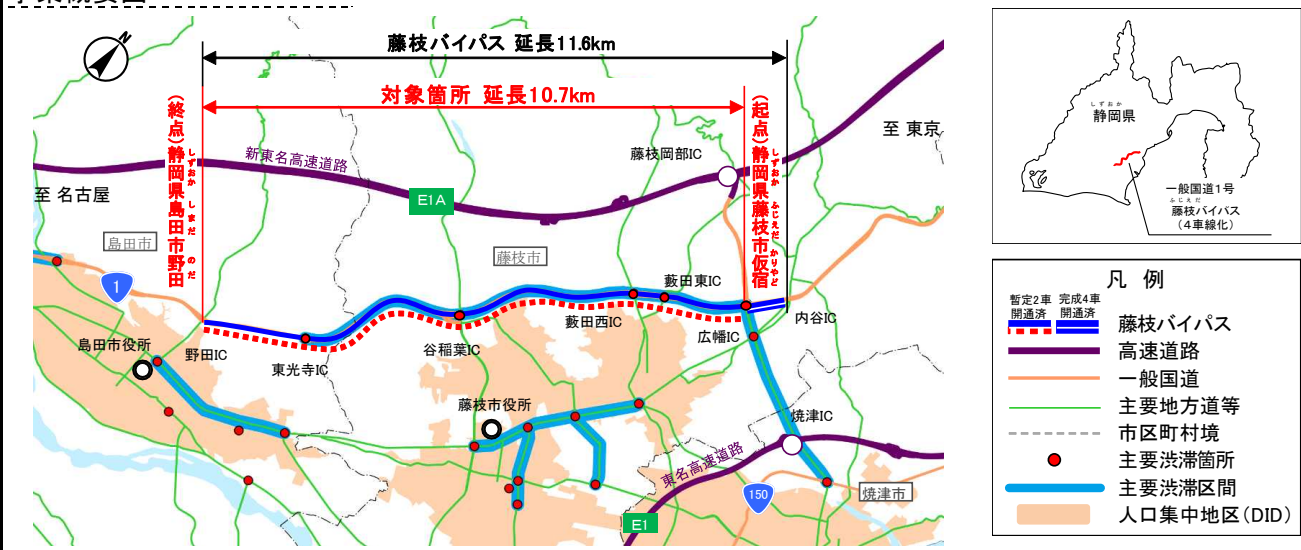 N
藤枝バイパス 延長11.6km
対象箇所 延長10.7km
(終点)静岡県島田市野田
しずおか しまだ のだ
(起点)静岡県藤枝市仮宿
しずおか ふじえだ かりやど
至 東京
至 名古屋
新東名高速道路
藤枝岡部IC
E1A
島田市
藤枝市
1
藪田東IC
藪田西IC
広幡IC
内谷IC
谷稲葉IC
野田IC
東光寺IC
島田市役所
藤枝市役所
焼津IC
東名高速道路
150
焼津市
E1
しずおか
静岡県
一般国道1号
ふじえだ
藤枝バイパス
(4車線化)
凡 例
暫定2車 完成4車
開通済 開通済
藤枝バイパス
高速道路
一般国道
主要地方道等
市区町村境
主要渋滞箇所
主要渋滞区間
人口集中地区(DID)